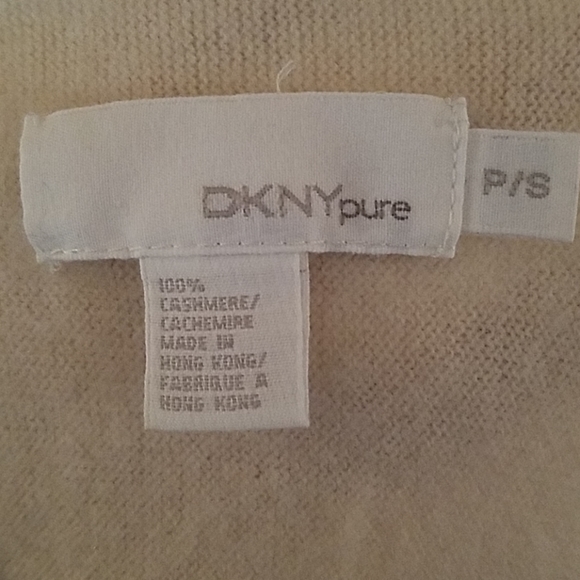 DKNYpure
P/S
100%
CASHMERE/
CACHEMIRE
MADE IN
HONG KONG/
FABRIQUE A
HONG KONG